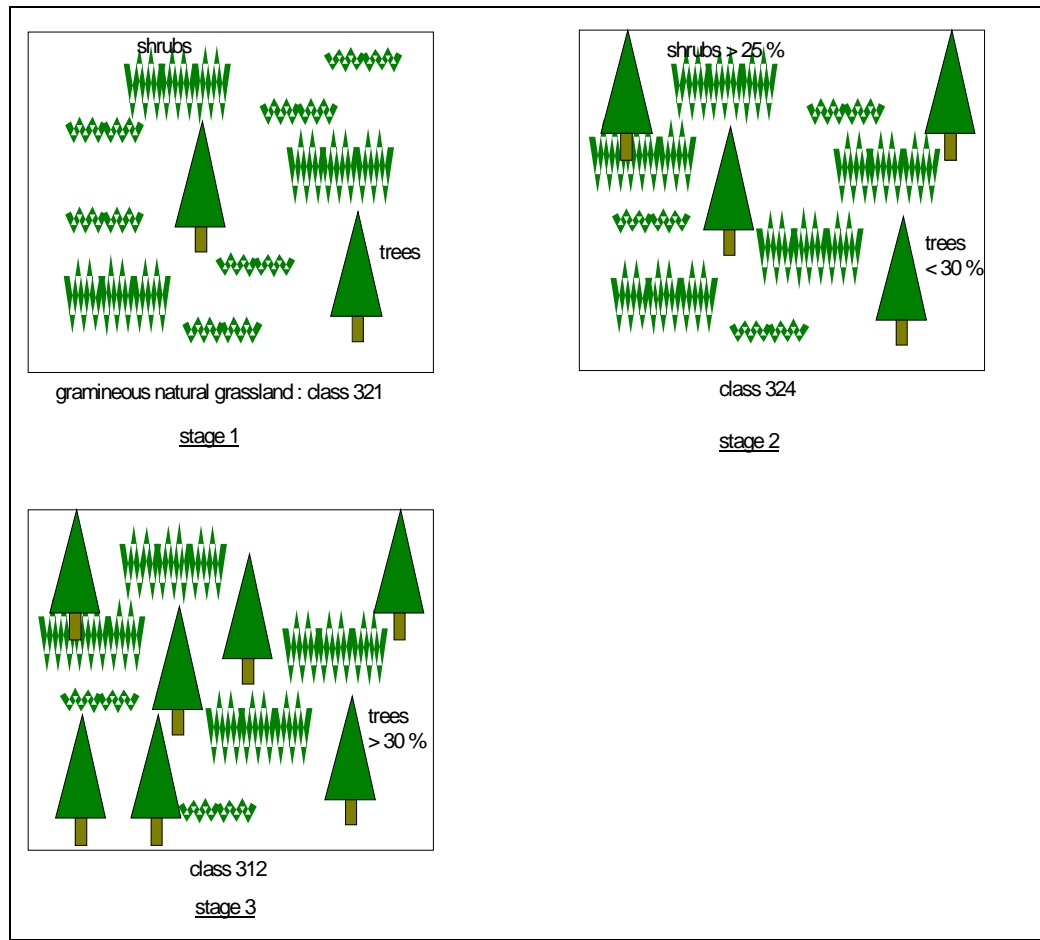 shrubs
trees
gramineous natural grassland : class 321
stage 1
shrubs > 25 %
trees
< 30 %
class 324
stage 2
trees
> 30 %
class 312
stage 3